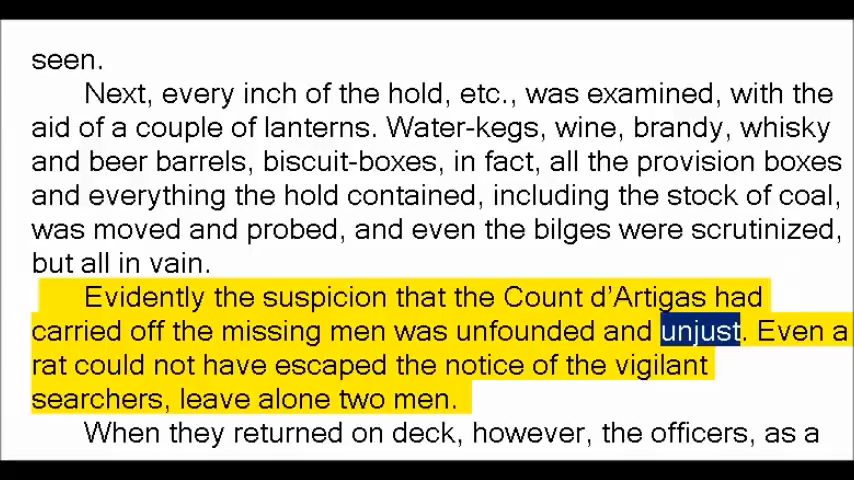 seen.
Next, every inch of the hold, etc., was examined, with the
aid of a couple of lanterns. Water-kegs, wine, brandy, whisky
and beer barrels, biscuit-boxes, in fact, all the provision boxes
and everything the hold contained, including the stock of coal,
was moved and probed, and even the bilges were scrutinized,
but all in vain.
Evidently the suspicion that the Count d’Artigas had
carried off the missing men was unfounded and unjust. Even a
rat could not have escaped the notice of the vigilant
searchers, leave alone two men.
When they returned on deck, however, the officers, as a